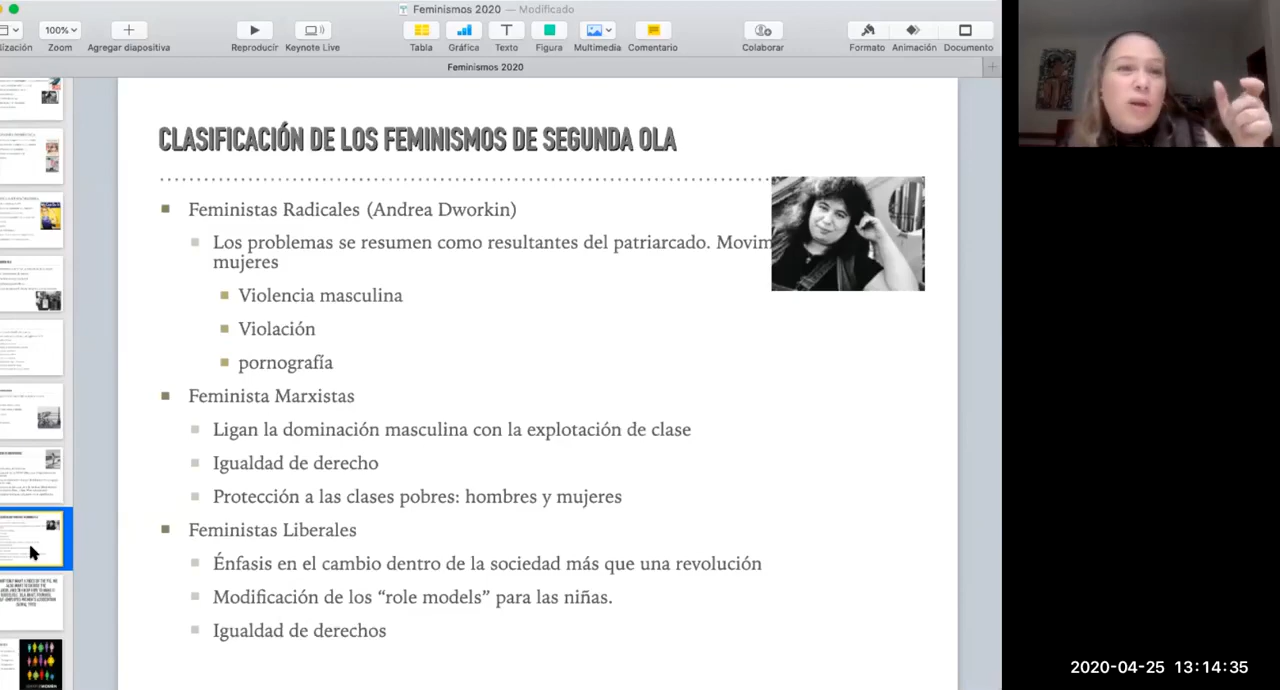 Feminismos 2020 — Modificado
100%
Zoom
Agregar diapositiva
Reproducir
Keynote Live
Tabla
Gráfica
Texto
Figura
Multimedia
Comentario
Colaborar
Formato
Animación
Documento
Feminismos 2020
CLASIFICACIÓN DE LOS FEMINISMOS DE SEGUNDA OLA
Feministas Radicales (Andrea Dworkin)
Los problemas se resumen como resultantes del patriarcado. Movim
mujeres
Violencia masculina
Violación
pornografía
Feminista Marxistas
Ligan la dominación masculina con la explotación de clase
Igualdad de derecho
Protección a las clases pobres: hombres y mujeres
Feministas Liberales
Énfasis en el cambio dentro de la sociedad más que una revolución
Modificación de los “role models” para las niñas.
Igualdad de derechos
2020-04-25 13:14:35